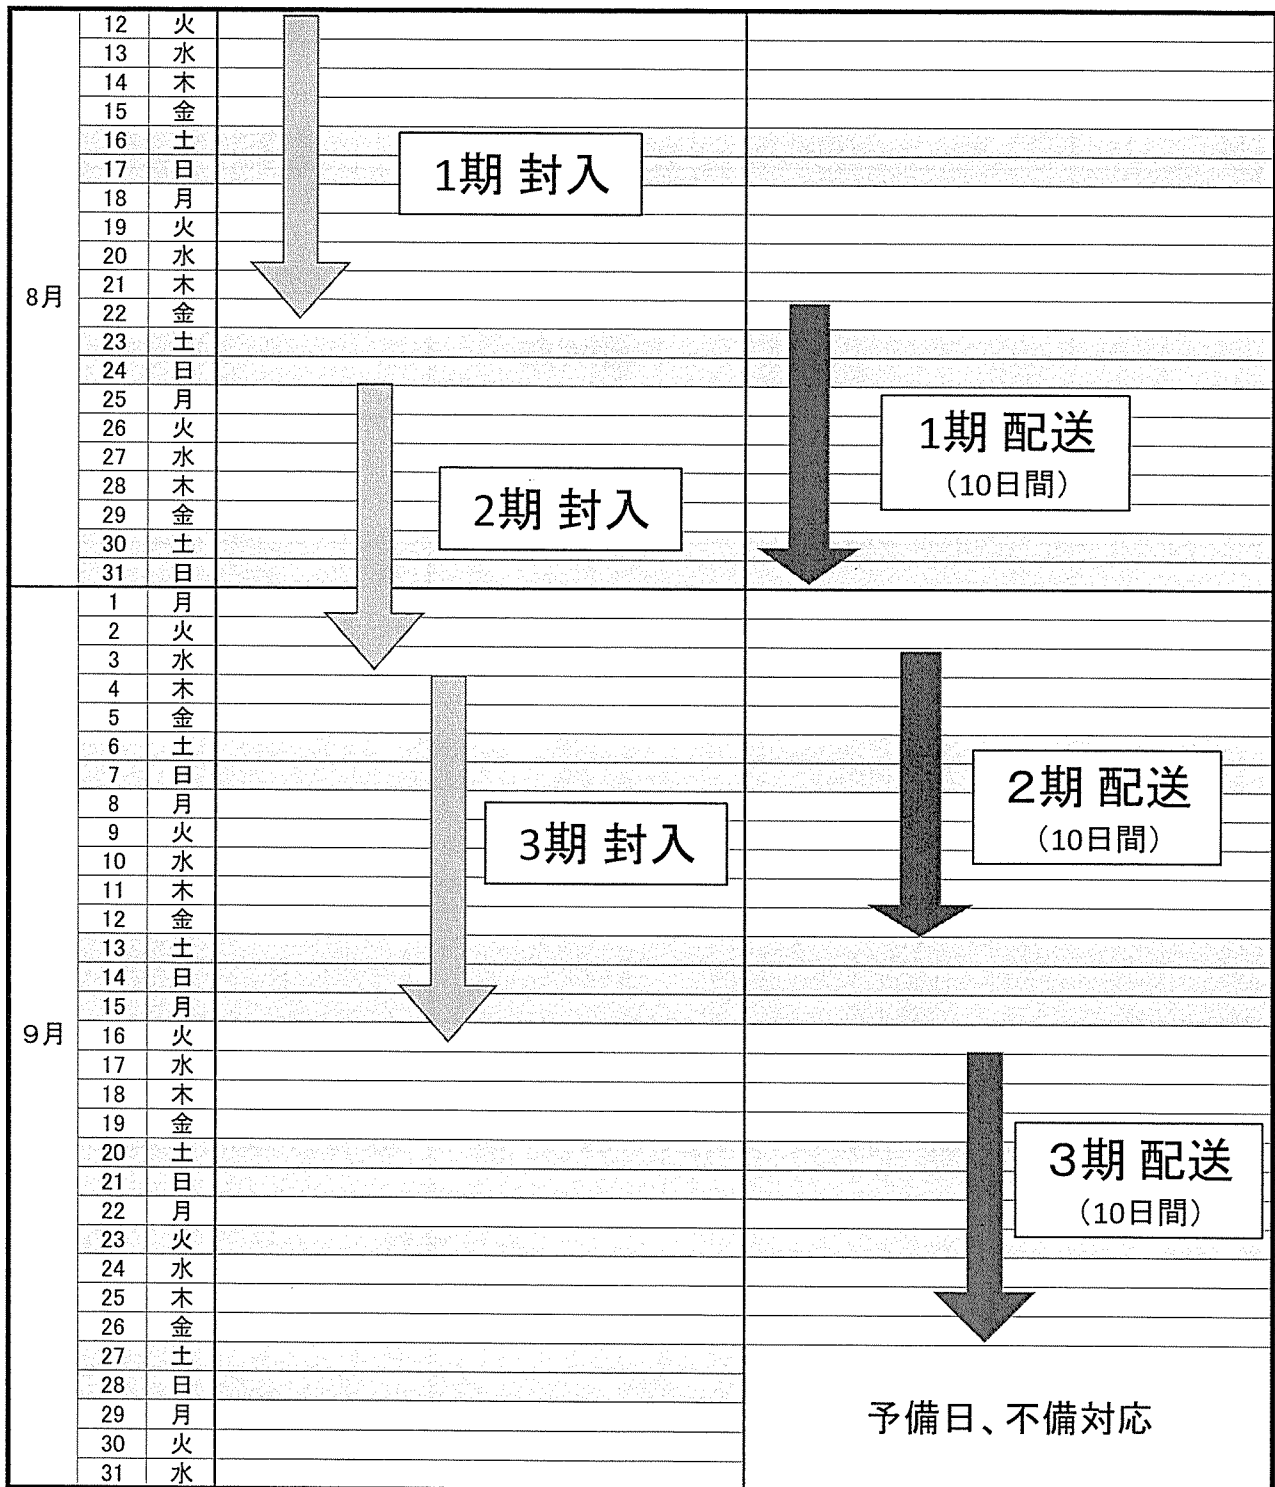 12 火
13 水
14 木
15 金
16 土
17 日
1期 封入
18 月
19 火
20 水
21 木
8月
22 金
23 土
24 日
25 月
26 火
1期 配送
27 水
(10日間)
28 木
2期 封入
29 金
30 土
31 日
1 月
2 火
3 水
4 木
5 金
6 土
7 日
8 月
2期 配送
9 火
(10日間)
3期 封入
10 水
11 木
12 金
13 土
14 日
15 月
9月
16 火
17 水
18 木
19 金
20 土
3期 配送
21 日
22 月
(10日間)
23 火
24 水
25 木
26 金
27 土
28 日
29 月
予備日、不備対応
30 火
31 水